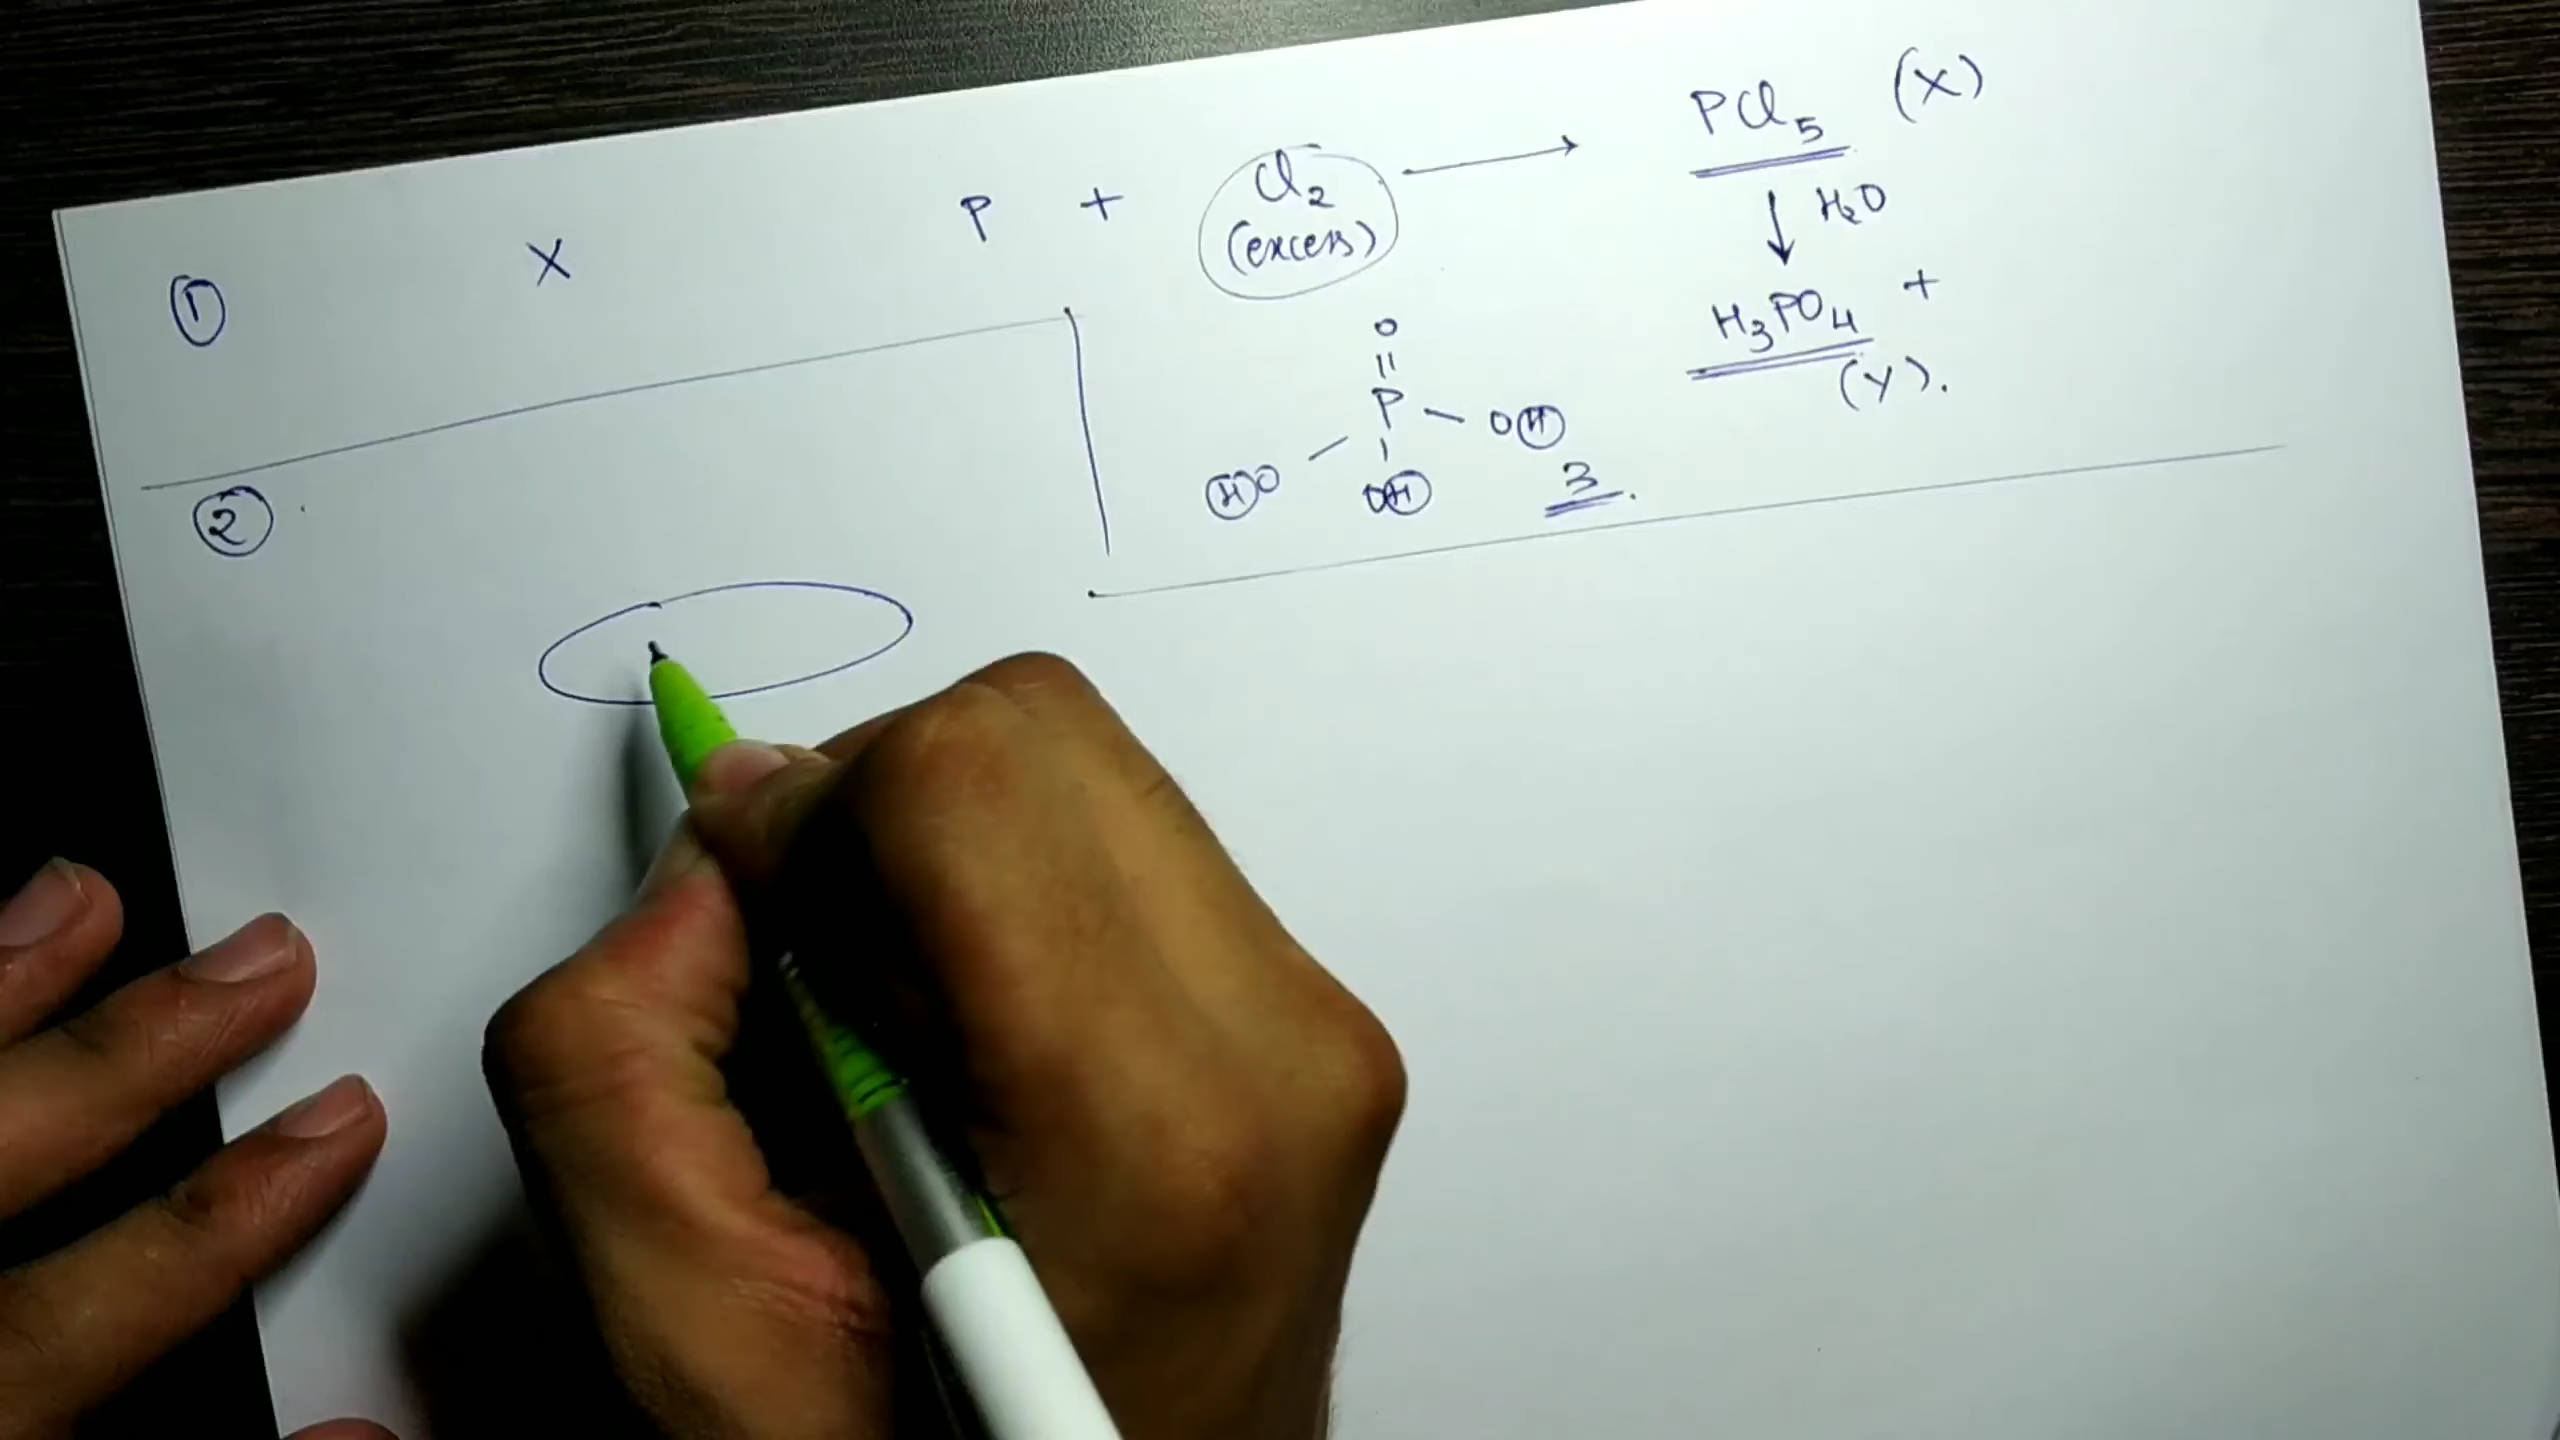 ① X P + Cl₂ (excess) ⟶ PCl₅ (X)
↓ H₂O
H₃PO₄ +
(Y).
O
||
P — OH
HO OH 3.
②